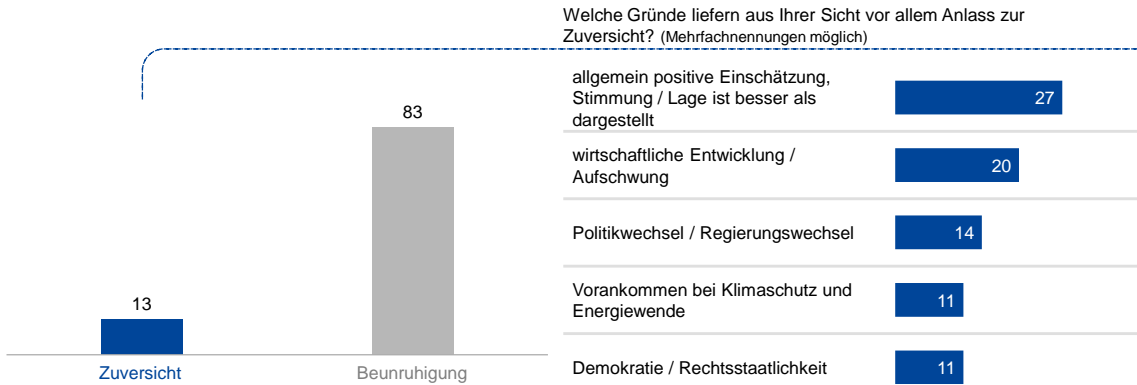 Welche Gründe liefern aus Ihrer Sicht vor allem Anlass zur
Zuversicht? (Mehrfachnennungen möglich)
13
Zuversicht
83
Beunruhigung
allgemein positive Einschätzung,
Stimmung / Lage ist besser als
dargestellt
27
wirtschaftliche Entwicklung /
Aufschwung
20
Politikwechsel / Regierungswechsel
14
Vorankommen bei Klimaschutz und
Energiewende
11
Demokratie / Rechtsstaatlichkeit
11